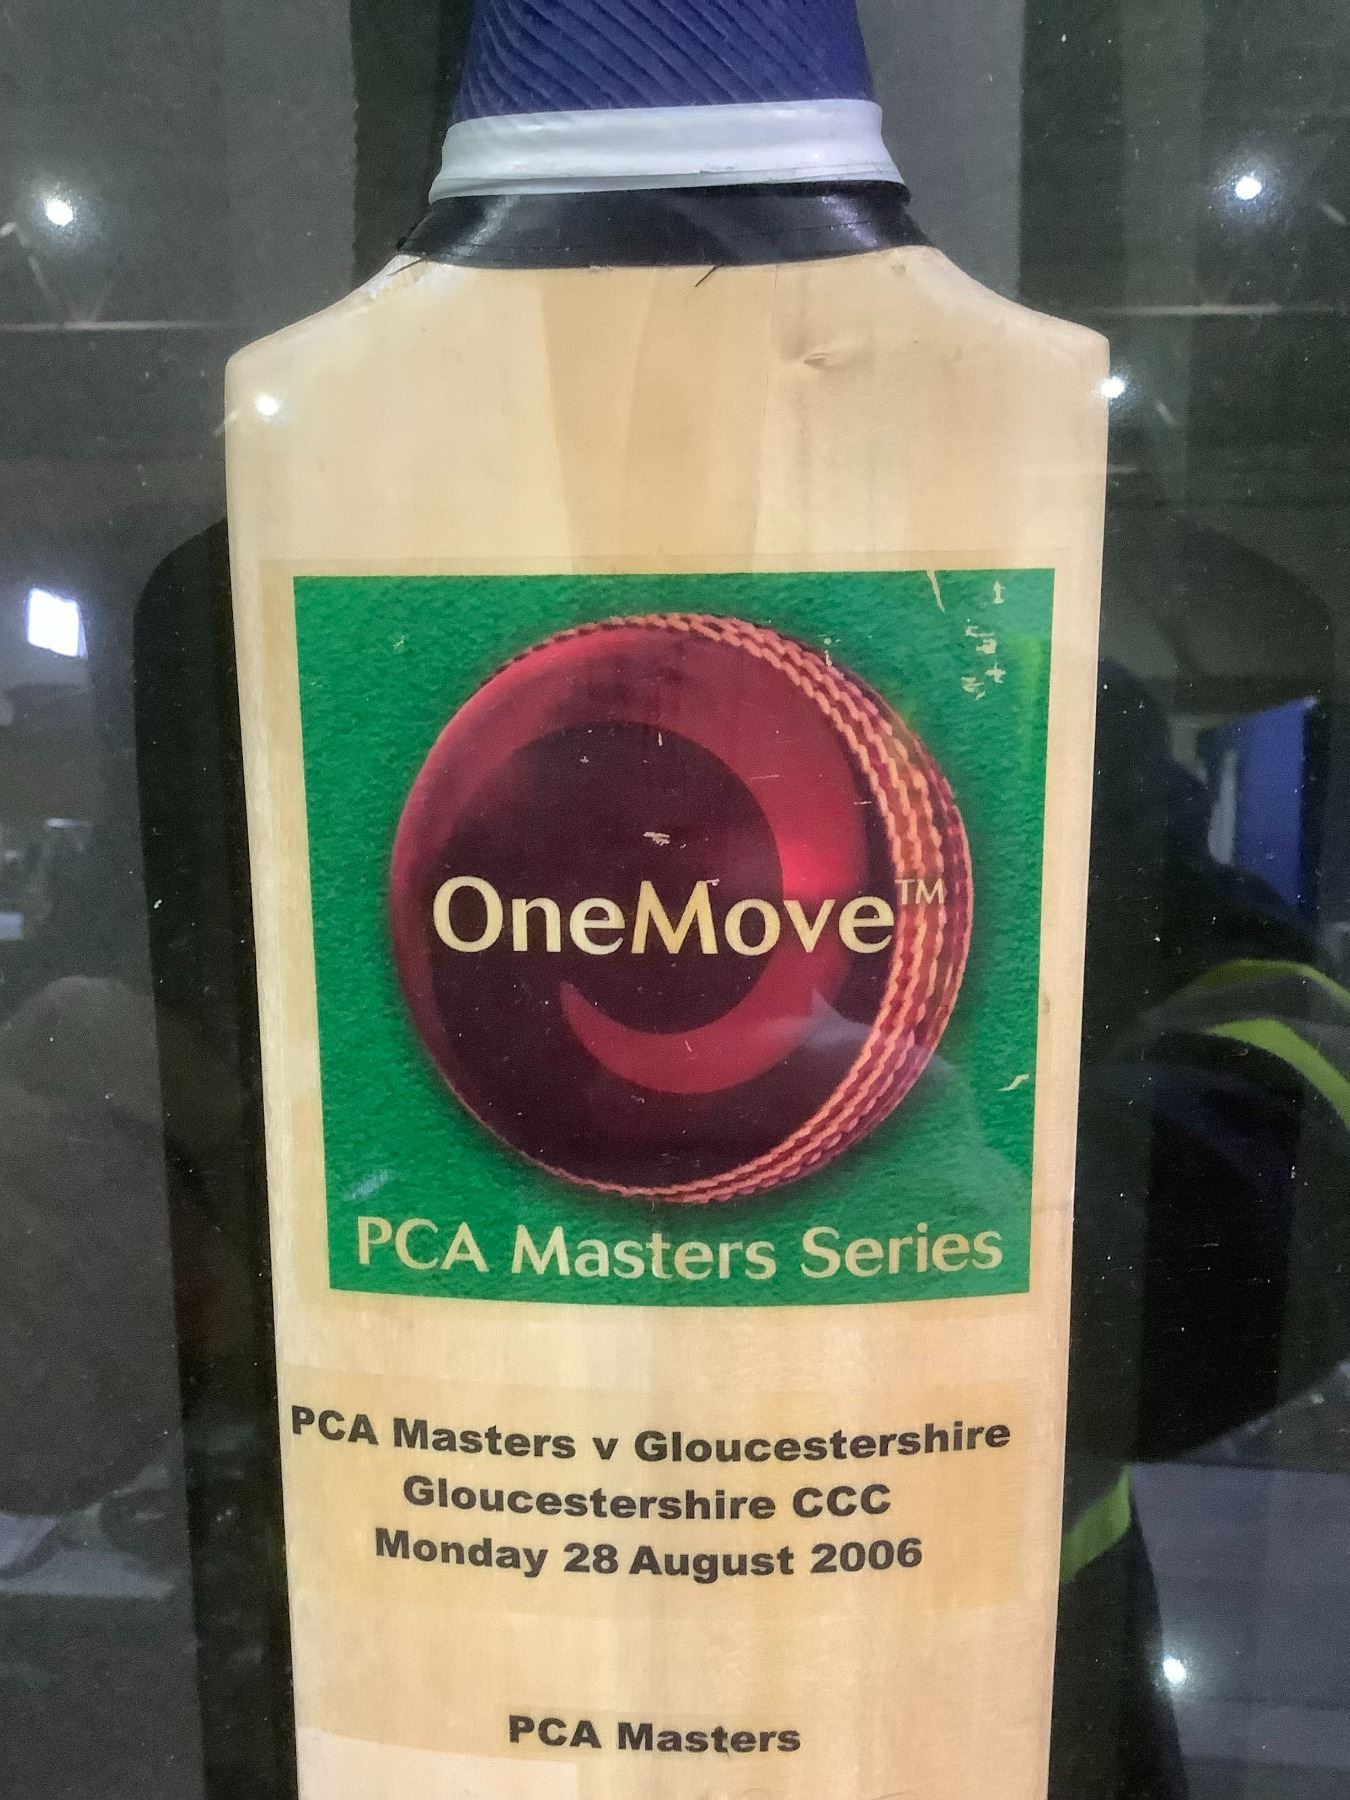 OneMove™
PCA Masters Series
PCA Masters v Gloucestershire
Gloucestershire CCC
Monday 28 August 2006
PCA Masters